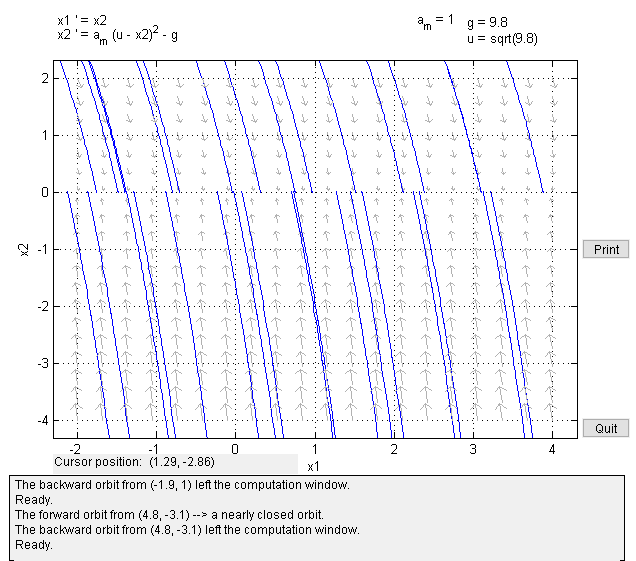 x1 ' = x2
x2 ' = am (u - x2)2 - g
am = 1 g = 9.8
u = sqrt(9.8)
2
1
0
-1
-2
-3
-4
x2
-2 -1 0 1 2 3 4
x1
Print
Quit
Cursor position: (1.29, -2.86)
The backward orbit from (-1.9, 1) left the computation window.
Ready.
The forward orbit from (4.8, -3.1) --> a nearly closed orbit.
The backward orbit from (4.8, -3.1) left the computation window.
Ready.